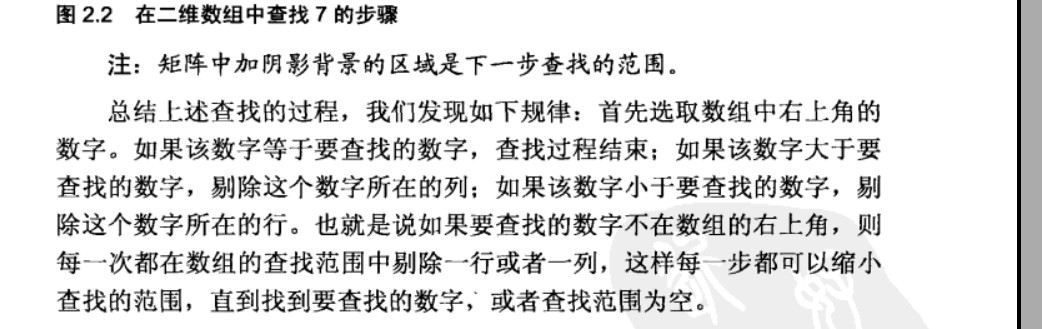 图 2.2 在二维数组中查找 7 的步骤
注：矩阵中加阴影背景的区域是下一步查找的范围。
总结上述查找的过程，我们发现如下规律：首先选取数组中右上角的
数字。如果该数字等于要查找的数字，查找过程结束；如果该数字大于要
查找的数字，剔除这个数字所在的列；如果该数字小于要查找的数字，剔
除这个数字所在的行。也就是说如果要查找的数字不在数组的右上角，则
每一次都在数组的查找范围中剔除一行或者一列，这样每一步都可以缩小
查找的范围，直到找到要查找的数字，或者查找范围为空。